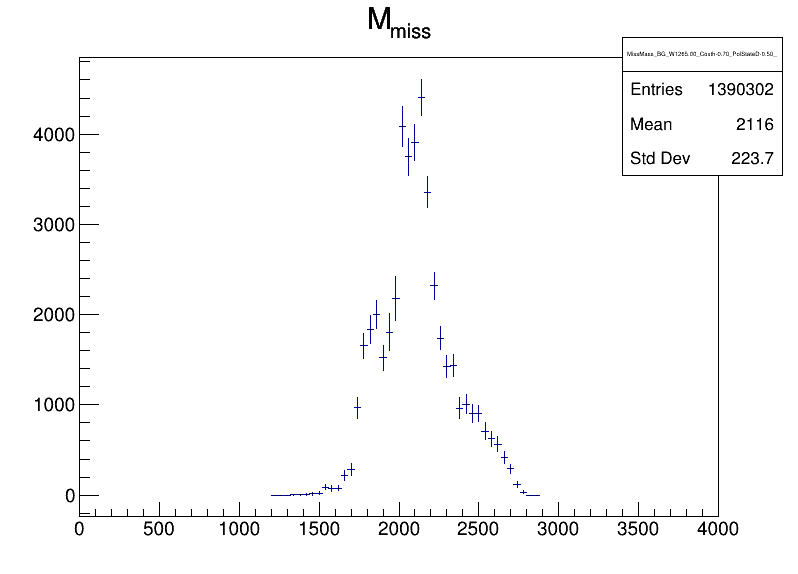 M_miss
MissMass_BG_W1265.00_Costh-0.70_PolStateD-0.50_
Entries 1390302
Mean 2116
Std Dev 223.7
4000
3000
2000
1000
0
0 500 1000 1500 2000 2500 3000 3500 4000